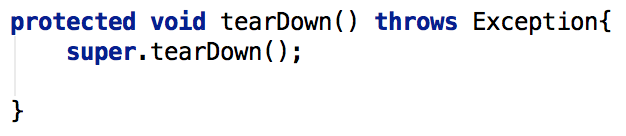 protected void tearDown() throws Exception{
    super.tearDown();

}